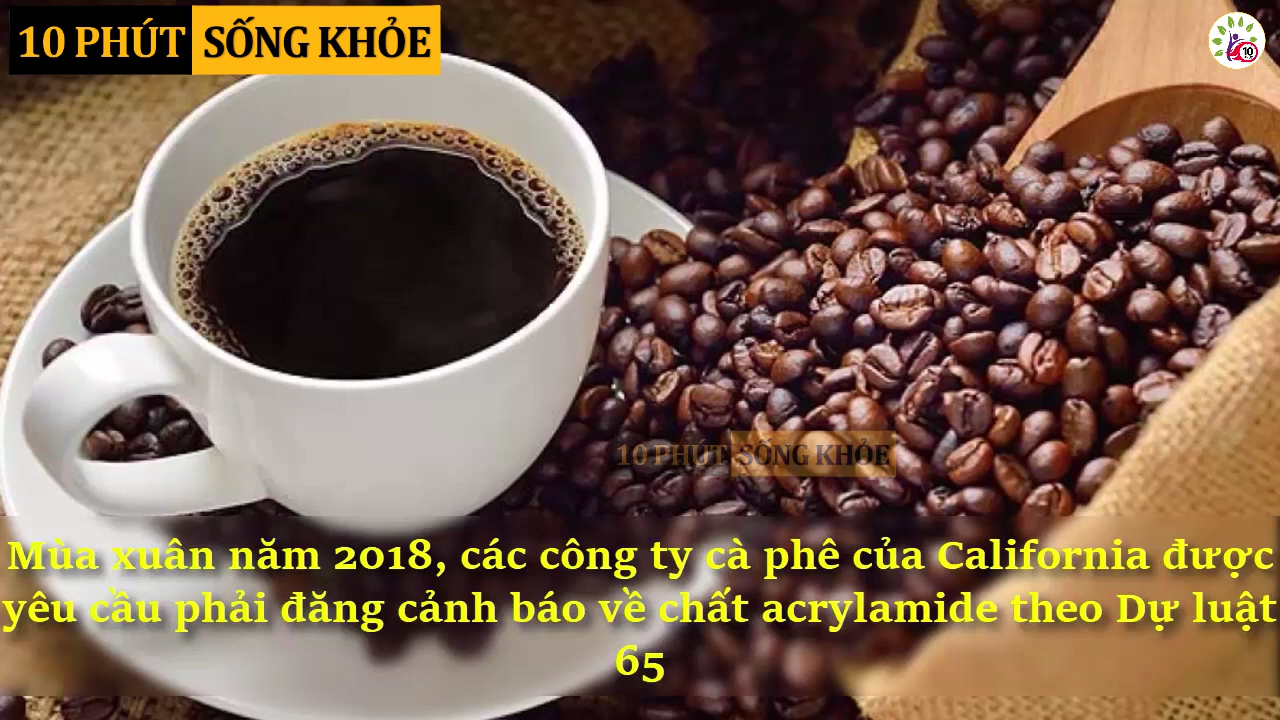 10 PHÚT SỐNG KHỎE
10
10 PHÚT SỐNG KHỎE
Mùa xuân năm 2018, các công ty cà phê của California được
yêu cầu phải đăng cảnh báo về chất acrylamide theo Dự luật
65